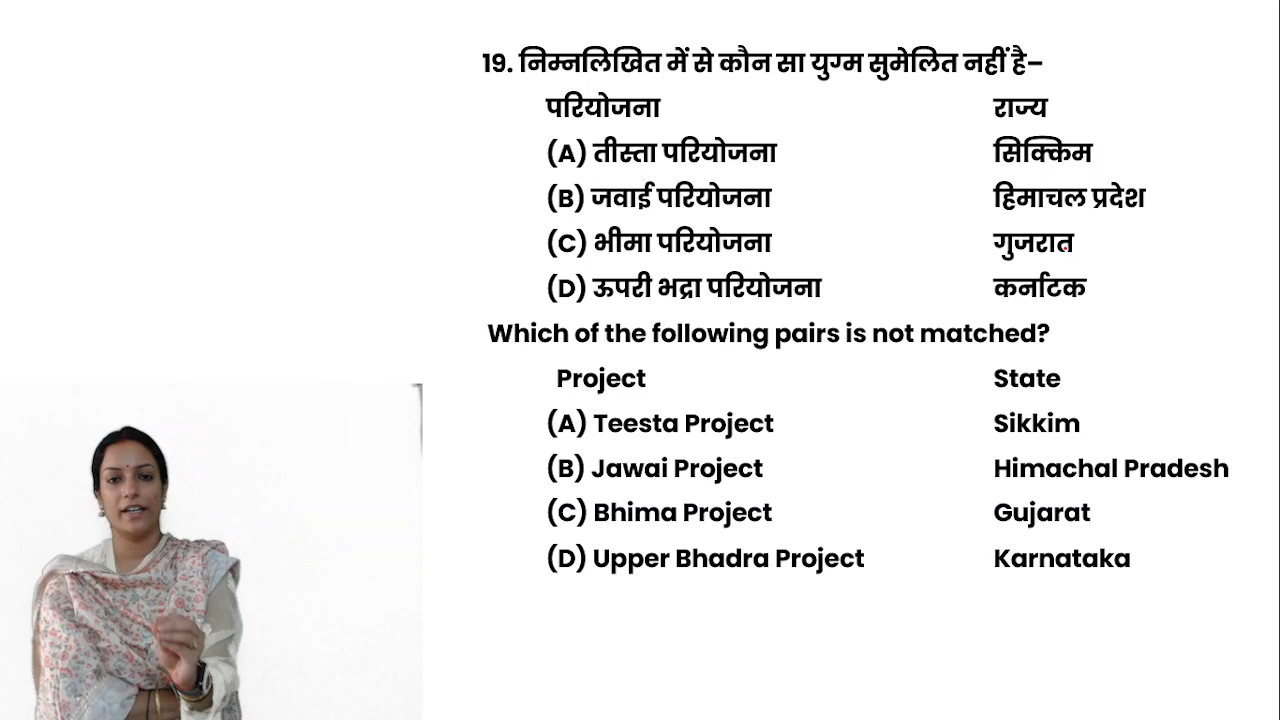 19. निम्नलिखित में से कौन सा युग्म सुमेलित नहीं है–
परियोजना राज्य
(A) तीस्ता परियोजना सिक्किम
(B) जवाई परियोजना हिमाचल प्रदेश
(C) भीमा परियोजना गुजरात
(D) ऊपरी भद्रा परियोजना कर्नाटक
Which of the following pairs is not matched?
Project State
(A) Teesta Project Sikkim
(B) Jawai Project Himachal Pradesh
(C) Bhima Project Gujarat
(D) Upper Bhadra Project Karnataka